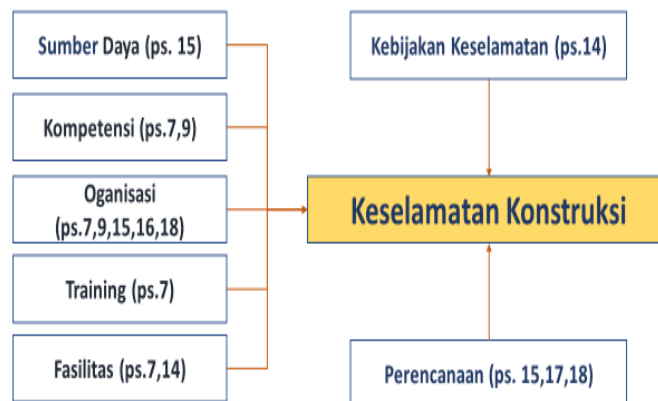 Sumber Daya (ps. 15)
Kompetensi (ps.7,9)
Oganisasi
(ps.7,9,15,16,18)
Training (ps.7)
Fasilitas (ps.7,14)
Kebijakan Keselamatan (ps.14)
Keselamatan Konstruksi
Perencanaan (ps. 15,17,18)